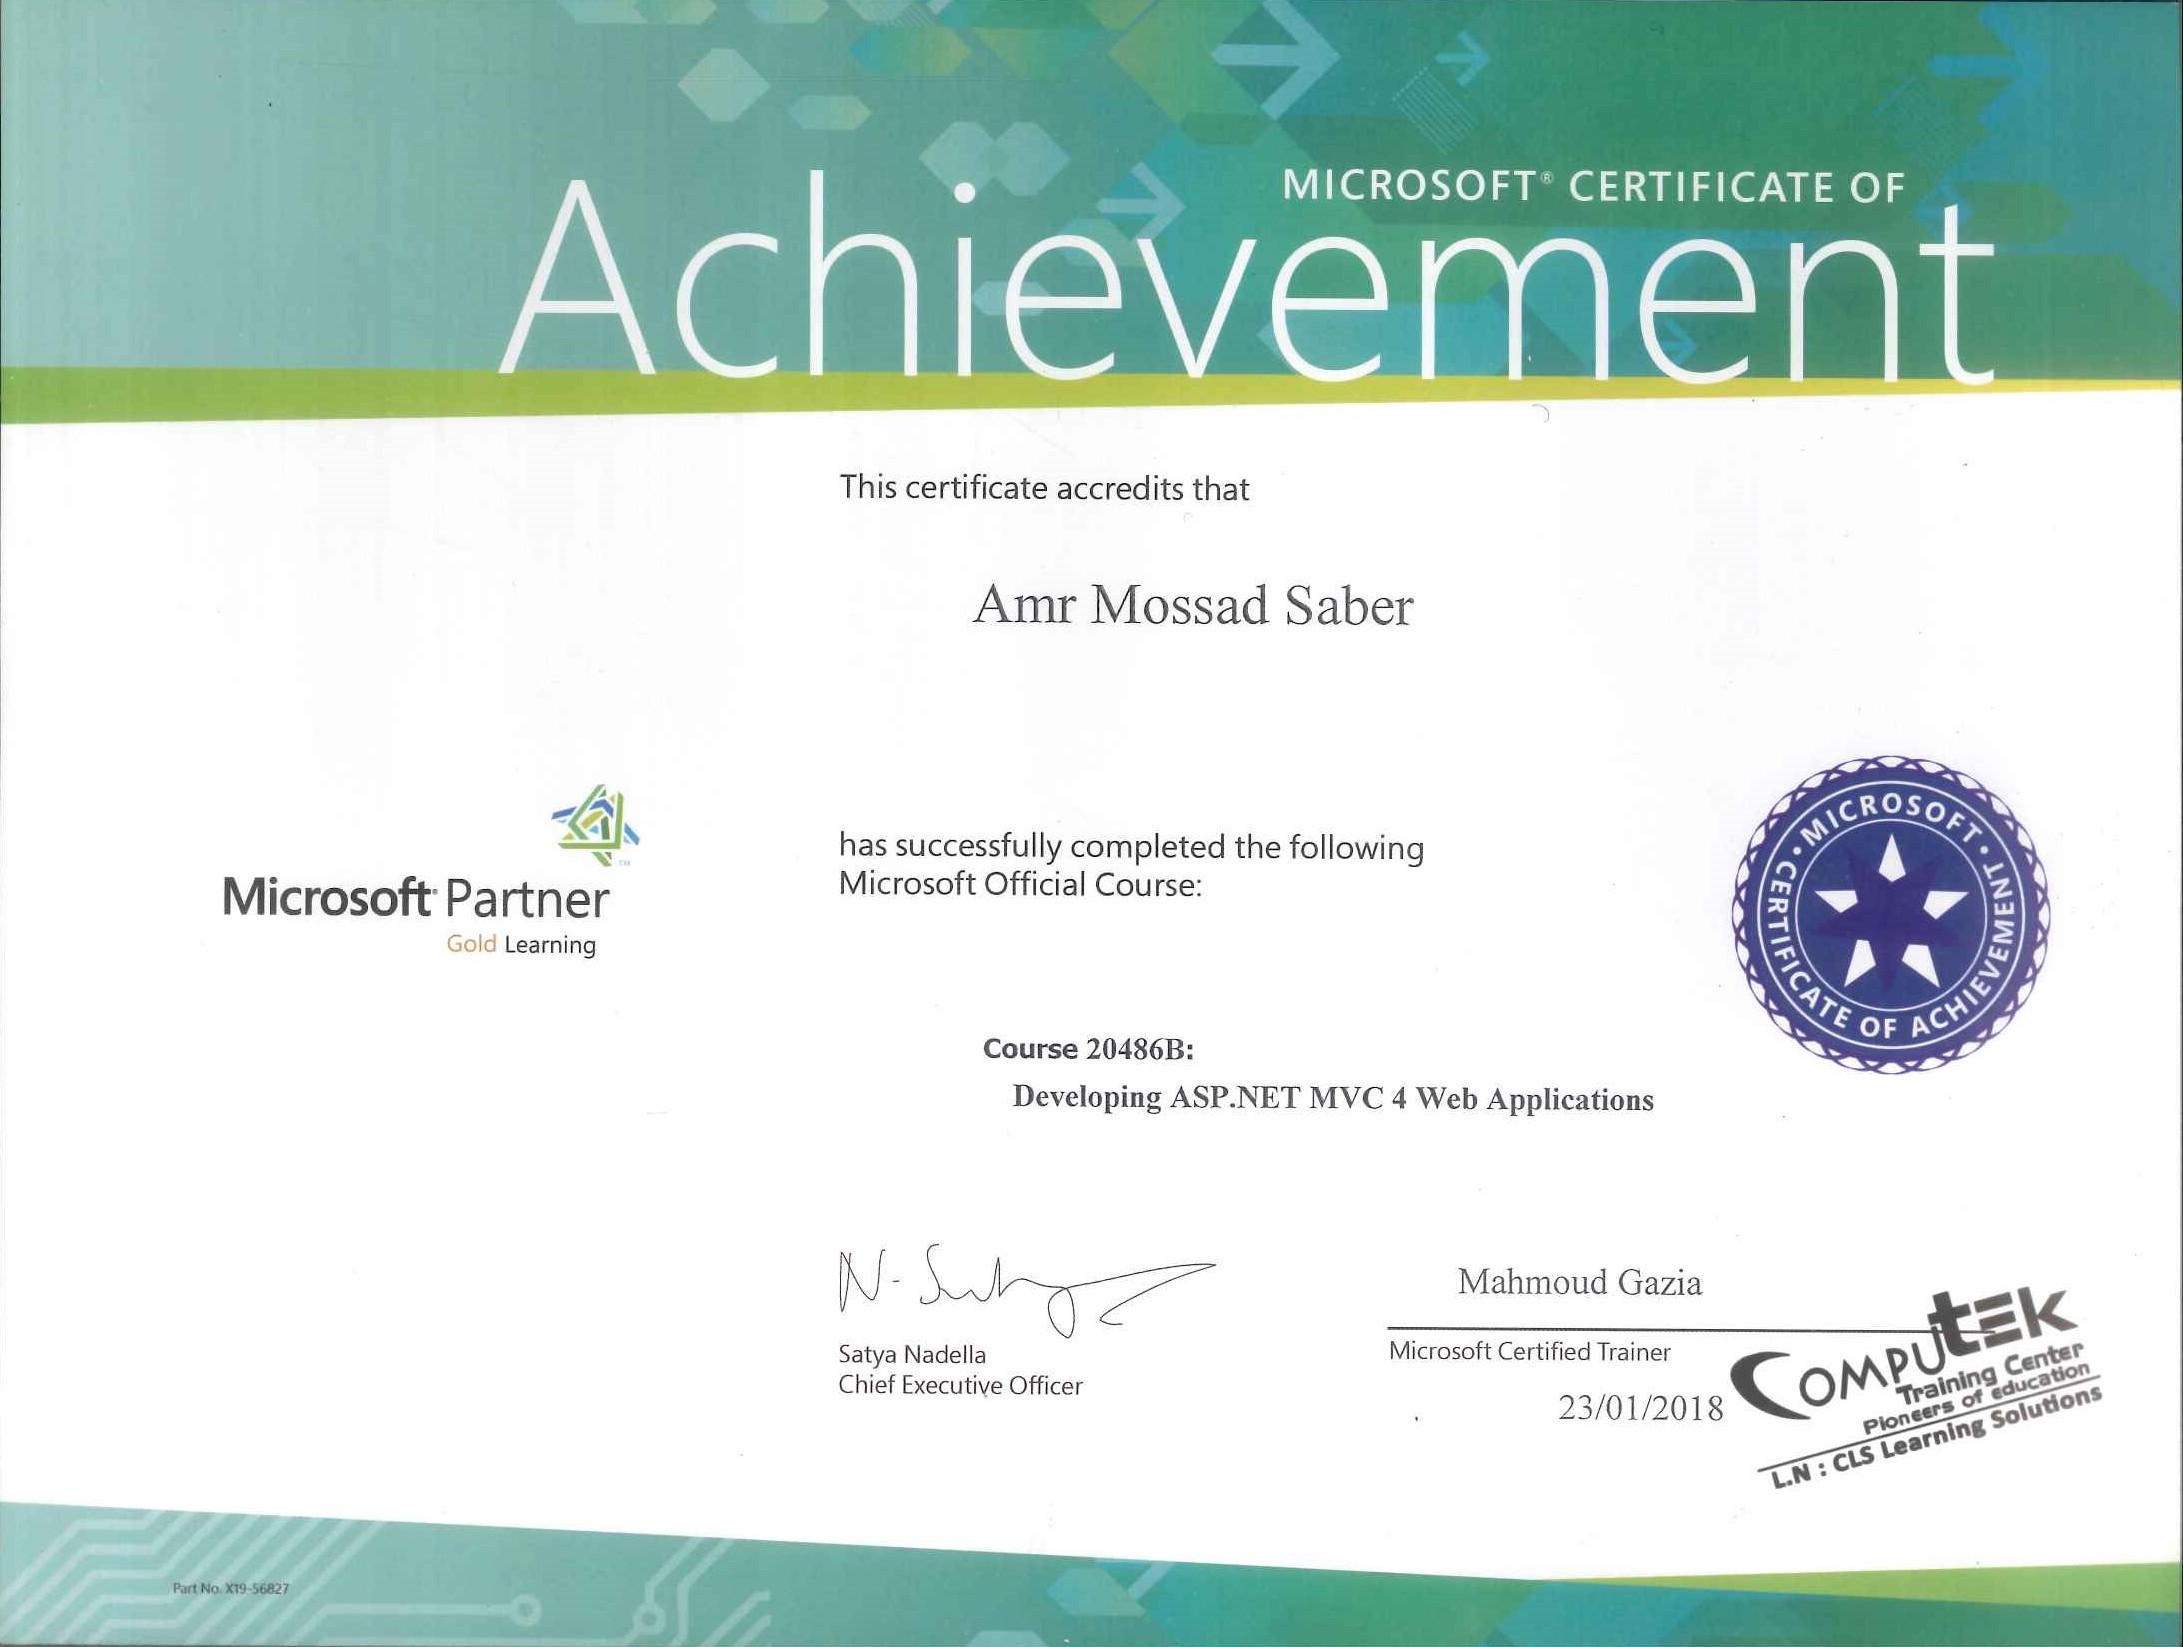 MICROSOFT® CERTIFICATE OF
Achievement
This certificate accredits that
Amr Mossad Saber
has successfully completed the following
Microsoft Official Course:
Microsoft Partner
Gold Learning
MICROSOFT • CERTIFICATE OF ACHIEVEMENT •
Course 20486B:
Developing ASP.NET MVC 4 Web Applications
N. Satya
Satya Nadella
Chief Executive Officer
Mahmoud Gazia
Microsoft Certified Trainer
23/01/2018
COMPUTEK
Training Center
Pioneers of education
L.N : CLS Learning Solutions
Part No. X19-56827